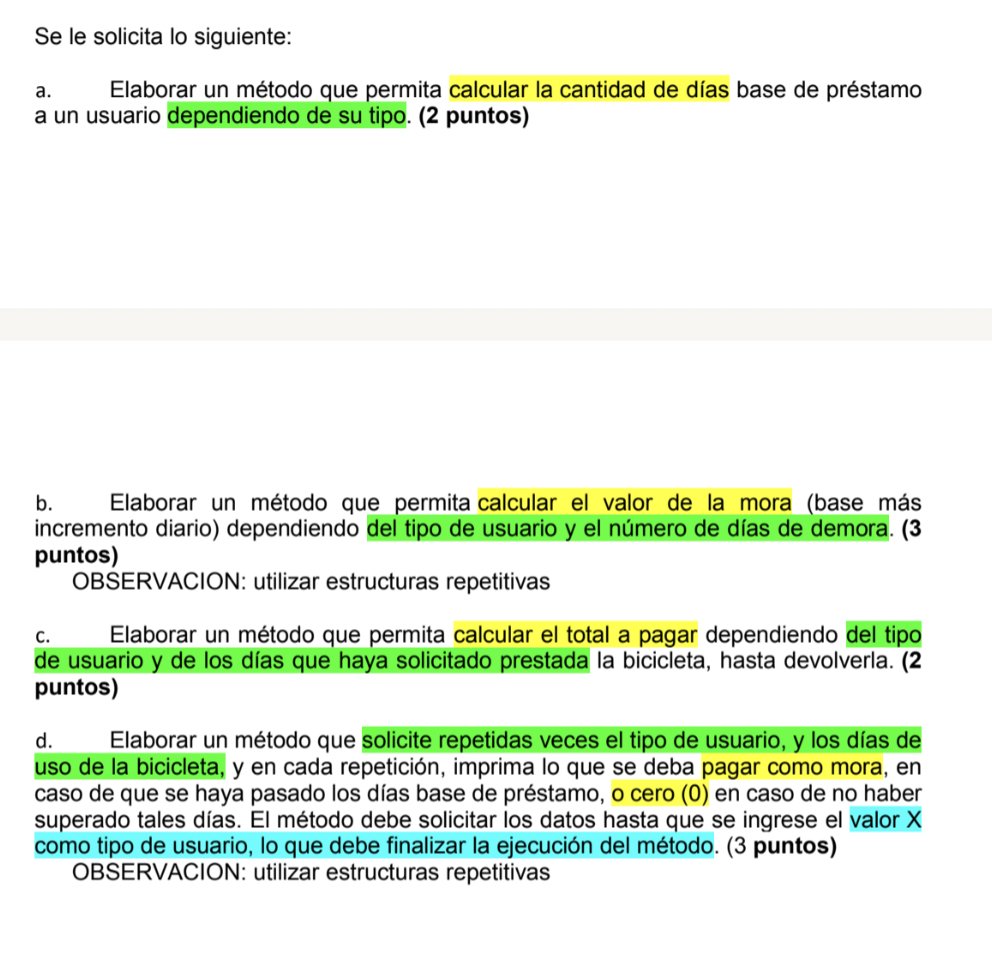 Se le solicita lo siguiente:
a. Elaborar un método que permita calcular la cantidad de días base de préstamo
a un usuario dependiendo de su tipo. (2 puntos)
b. Elaborar un método que permita calcular el valor de la mora (base más
incremento diario) dependiendo del tipo de usuario y el número de días de demora. (3
puntos)
OBSERVACION: utilizar estructuras repetitivas
c. Elaborar un método que permita calcular el total a pagar dependiendo del tipo
de usuario y de los días que haya solicitado prestada la bicicleta, hasta devolverla. (2
puntos)
d. Elaborar un método que solicite repetidas veces el tipo de usuario, y los días de
uso de la bicicleta, y en cada repetición, imprima lo que se deba pagar como mora, en
caso de que se haya pasado los días base de préstamo, o cero (0) en caso de no haber
superado tales días. El método debe solicitar los datos hasta que se ingrese el valor X
como tipo de usuario, lo que debe finalizar la ejecución del método. (3 puntos)
OBSERVACION: utilizar estructuras repetitivas